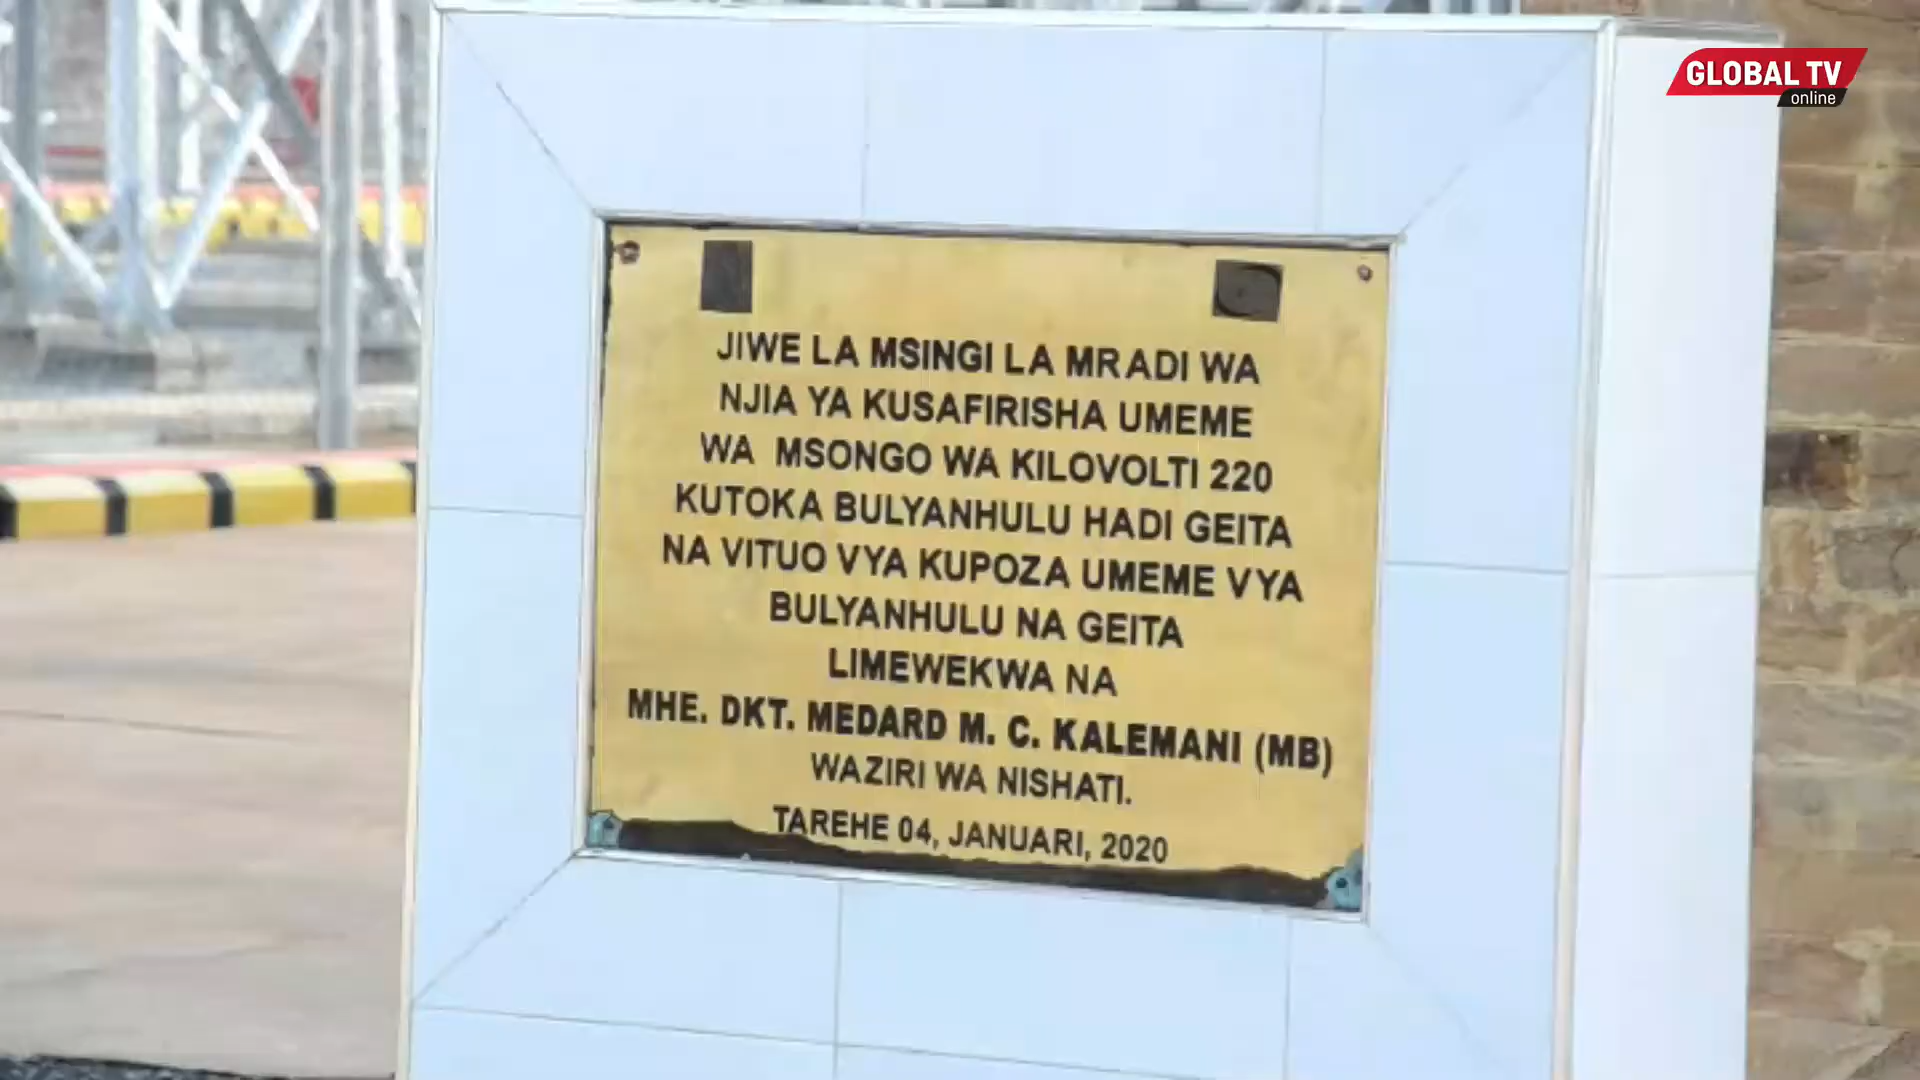 GLOBAL TV
online
JIWE LA MSINGI LA MRADI WA
NJIA YA KUSAFIRISHA UMEME
WA MSONGO WA KILOVOLTI 220
KUTOKA BULYANHULU HADI GEITA
NA VITUO VYA KUPOZA UMEME VYA
BULYANHULU NA GEITA
LIMEWEKWA NA
MHE. DKT. MEDARD M. C. KALEMANI (MB)
WAZIRI WA NISHATI.
TAREHE 04, JANUARI, 2020